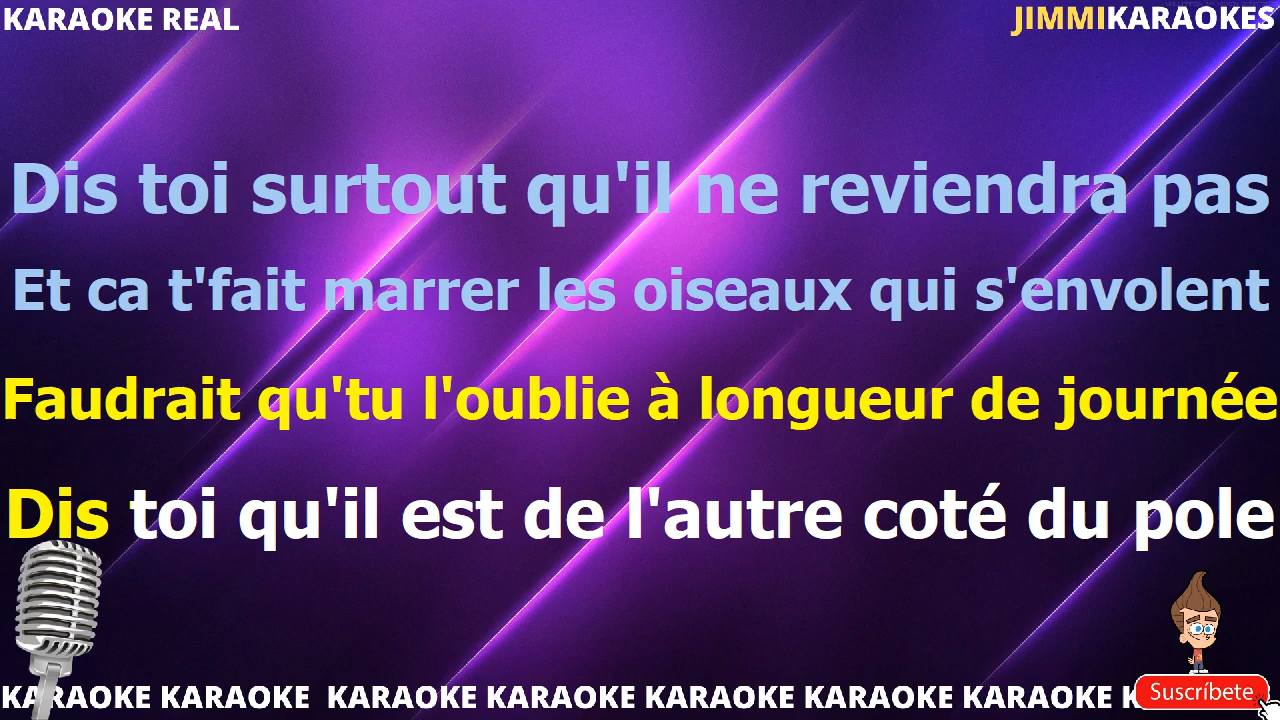 KARAOKE REAL
JIMMIKARAOKES
Dis toi surtout qu'il ne reviendra pas
Et ca t'fait marrer les oiseaux qui s'envolent
Faudrait qu'tu l'oublie à longueur de journée
Dis toi qu'il est de l'autre coté du pole
KARAOKE KARAOKE KARAOKE KARAOKE KARAOKE KARAOKE KARAOKE K
Suscríbete